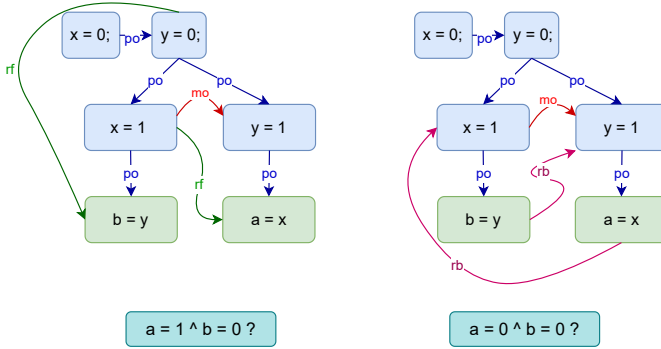 x = 0;
po
y = 0;
rf
po
po
mo
x = 1
y = 1
po
rf
po
b = y
a = x
a = 1 ^ b = 0 ?
x = 0;
po
y = 0;
po
po
mo
x = 1
y = 1
po
rb
po
b = y
a = x
rb
a = 0 ^ b = 0 ?